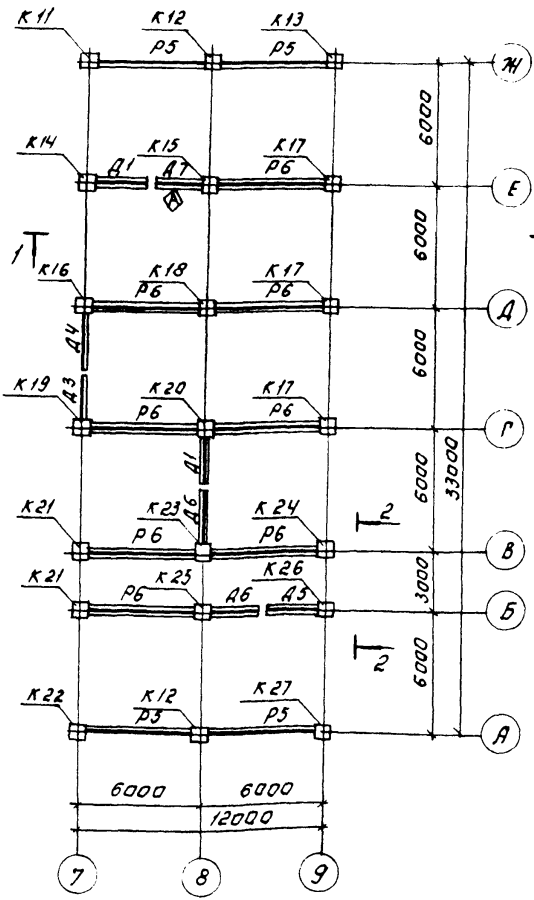 К11 К12 К13
Р5 Р5 Ж
6000
К14 К15 К17
Д1 Д7 Р6 Е
А
6000
1
К16 К18 К17
Р6 Р6 Д
Д4
6000
Д3
К19 К20 К17
Р6 Р6 Г
Д1
6000
33000
Д6
2
К21 К23 К24
Р6 Р6 В
3000
К21 К25 К26
Р6 Д6 Д5 Б
2
6000
К22 К12 К27
Р5 Р5 А
6000 6000
12000
7 8 9